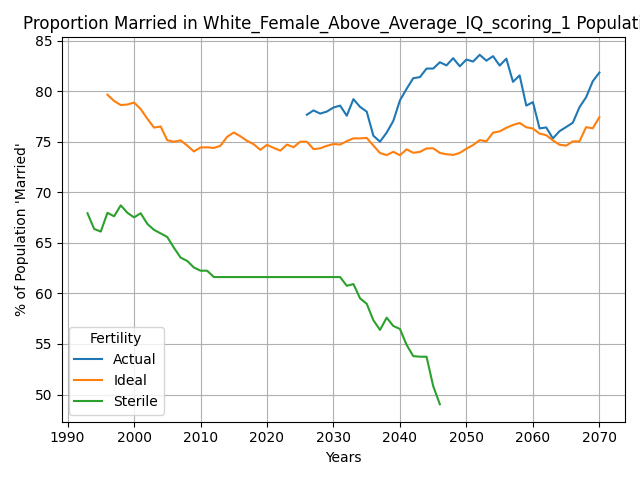 Proportion Married in White_Female_Above_Average_IQ_scoring_1 Populati
% of Population 'Married'
85
80
75
70
65
60
55
50
Fertility
Actual
Ideal
Sterile
1990 2000 2010 2020 2030 2040 2050 2060 2070
Years